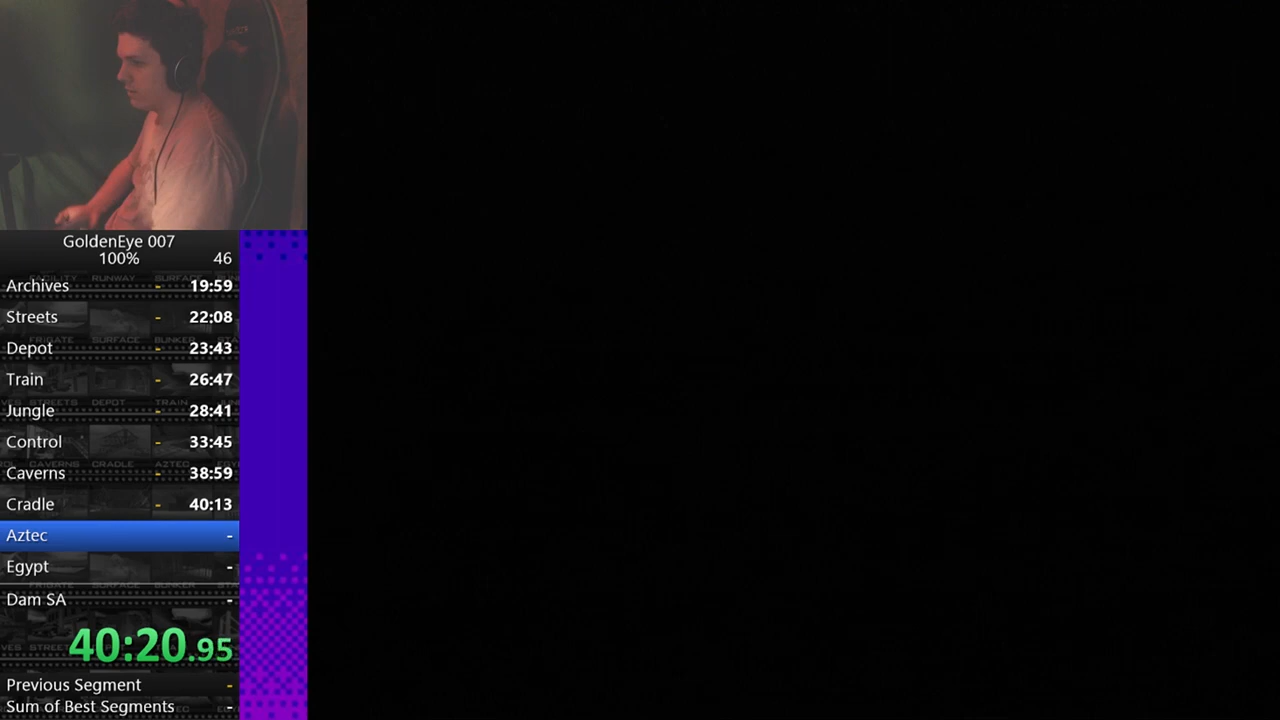 GoldenEye 007
100% 46
Archives - 19:59
Streets - 22:08
Depot - 23:43
Train - 26:47
Jungle - 28:41
Control - 33:45
Caverns - 38:59
Cradle - 40:13
Aztec -
Egypt -
Dam SA -
40:20.95
Previous Segment -
Sum of Best Segments -